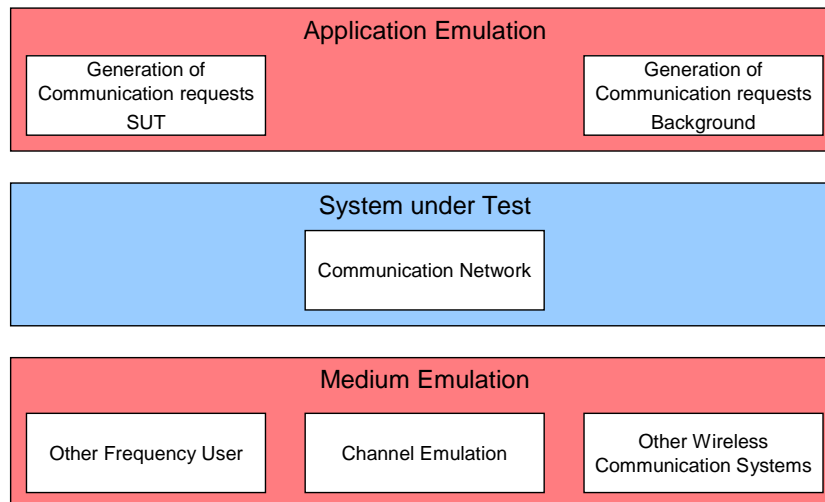 Application Emulation
Generation of
Communication requests
SUT
Generation of
Communication requests
Background
System under Test
Communication Network
Medium Emulation
Other Frequency User
Channel Emulation
Other Wireless
Communication Systems